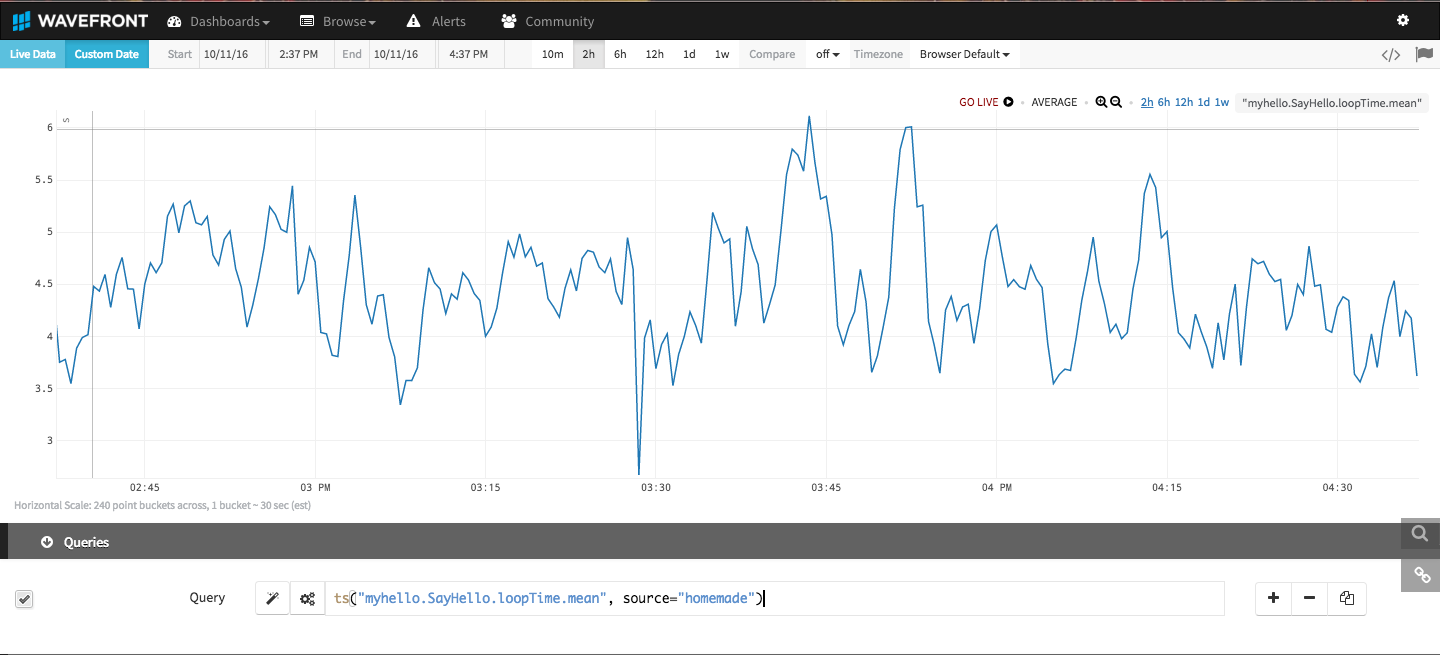 WAVEFRONT Dashboards Browse Alerts Community
Live Data Custom Date Start 10/11/16 2:37 PM End 10/11/16 4:37 PM 10m 2h 6h 12h 1d 1w Compare off Timezone Browser Default </>
GO LIVE AVERAGE 2h 6h 12h 1d 1w "myhello.SayHello.loopTime.mean"
s
6
5.5
5
4.5
4
3.5
3
02:45 03 PM 03:15 03:30 03:45 04 PM 04:15 04:30
Horizontal Scale: 240 point buckets across, 1 bucket ~ 30 sec (est)
Queries
Query ts("myhello.SayHello.loopTime.mean", source="homemade")